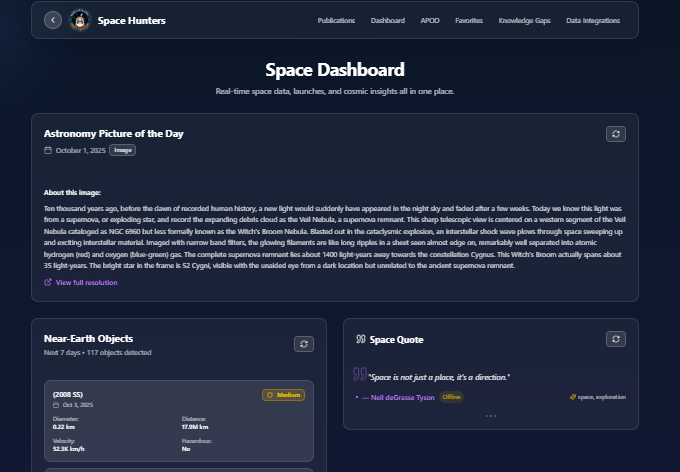 Space Hunters
Publications Dashboard APOD Favorites Knowledge Gaps Data Integrations
Space Dashboard
Real-time space data, launches, and cosmic insights all in one place.
Astronomy Picture of the Day
October 1, 2025 Image
About this image:
Ten thousand years ago, before the dawn of recorded human history, a new light would suddenly have appeared in the night sky and faded after a few weeks. Today we know this light was
from a supernova, or exploding star, and record the expanding debris cloud as the Veil Nebula, a supernova remnant. This sharp telescopic view is centered on a western segment of the Veil
Nebula cataloged as NGC 6960 but less formally known as the Witch's Broom Nebula. Blasted out in the cataclysmic explosion, an interstellar shock wave plows through space sweeping up
and exciting interstellar material. Imaged with narrow band filters, the glowing filaments are like long ripples in a sheet seen almost edge on, remarkably well separated into atomic
hydrogen (red) and oxygen (blue-green) gas. The complete supernova remnant lies about 1400 light-years away towards the constellation Cygnus. This Witch's Broom actually spans about
35 light-years. The bright star in the frame is 52 Cygni, visible with the unaided eye from a dark location but unrelated to the ancient supernova remnant.
View full resolution
Near-Earth Objects
Next 7 days • 117 objects detected
(2008 SS) Medium
Oct 3, 2025
Diameter: Distance:
0.22 km 17.9M km
Velocity: Hazardous:
52.3K km/h No
Space Quote
"Space is not just a place, it's a direction."
• — Neil deGrasse Tyson Offline space, exploration